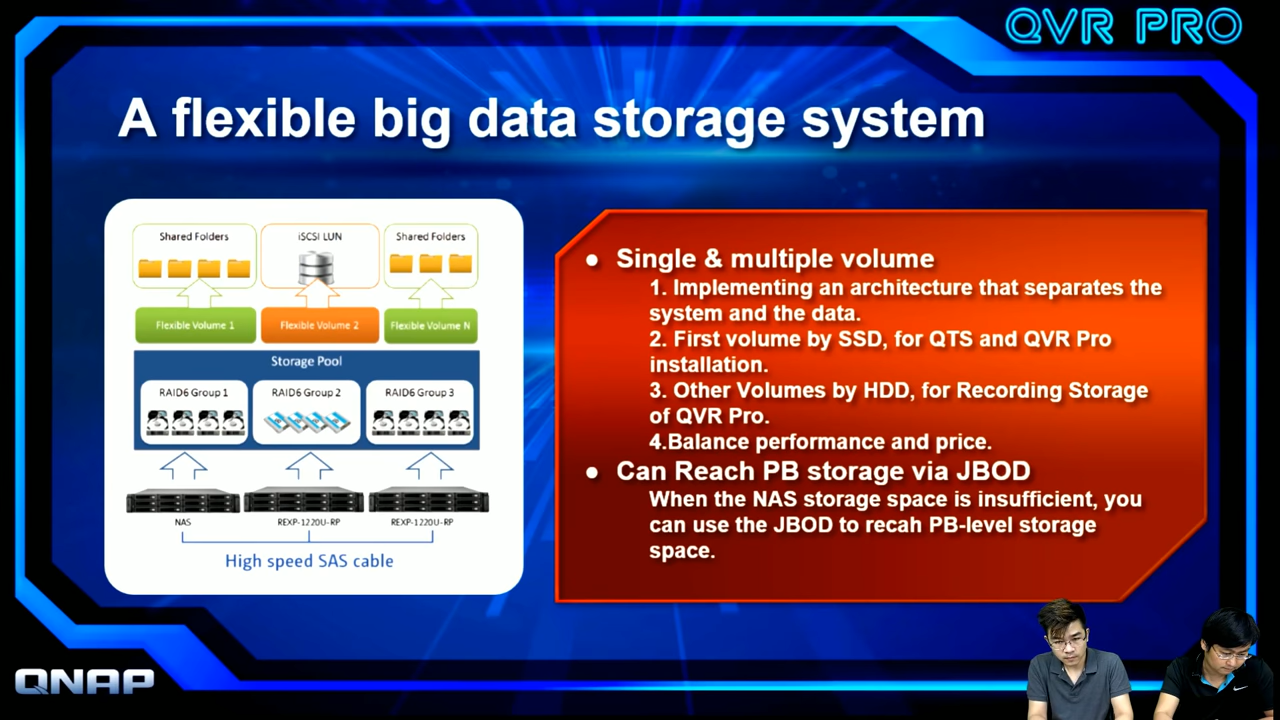 QVR PRO
A flexible big data storage system
Shared Folders
iSCSI LUN
Shared Folders
Flexible Volume 1
Flexible Volume 2
Flexible Volume N
Storage Pool
RAID6 Group 1
RAID6 Group 2
RAID6 Group 3
NAS
REXP-1220U-RP
REXP-1220U-RP
High speed SAS cable
● Single & multiple volume
1. Implementing an architecture that separates the
system and the data.
2. First volume by SSD, for QTS and QVR Pro
installation.
3. Other Volumes by HDD, for Recording Storage
of QVR Pro.
4.Balance performance and price.
● Can Reach PB storage via JBOD
When the NAS storage space is insufficient, you
can use the JBOD to recah PB-level storage
space.
QNAP